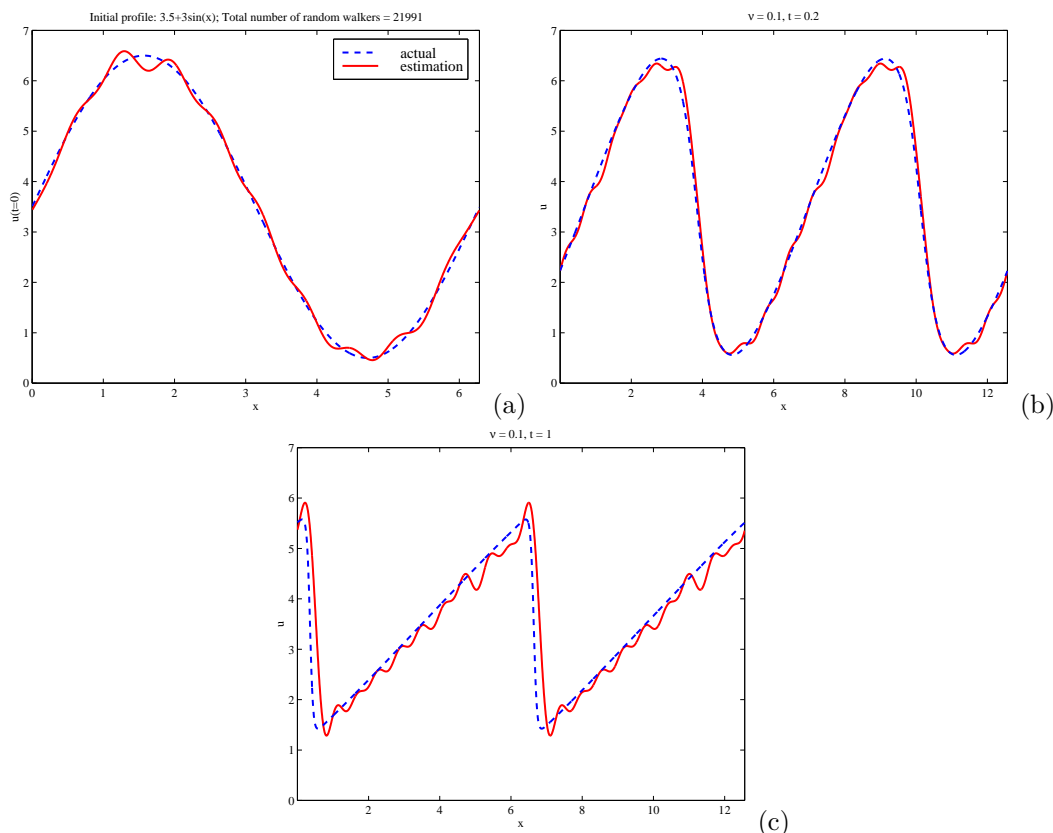 Initial profile: 3.5+3sin(x); Total number of random walkers = 21991
7
6
5
4
3
2
1
0
u(t=0)
actual
estimation
0 1 2 3 4 5 6
x
(a)
ν = 0.1, t = 0.2
7
6
5
4
3
2
1
0
u
2 4 6 8 10 12
x
(b)
ν = 0.1, t = 1
7
6
5
4
3
2
1
0
u
2 4 6 8 10 12
x
(c)